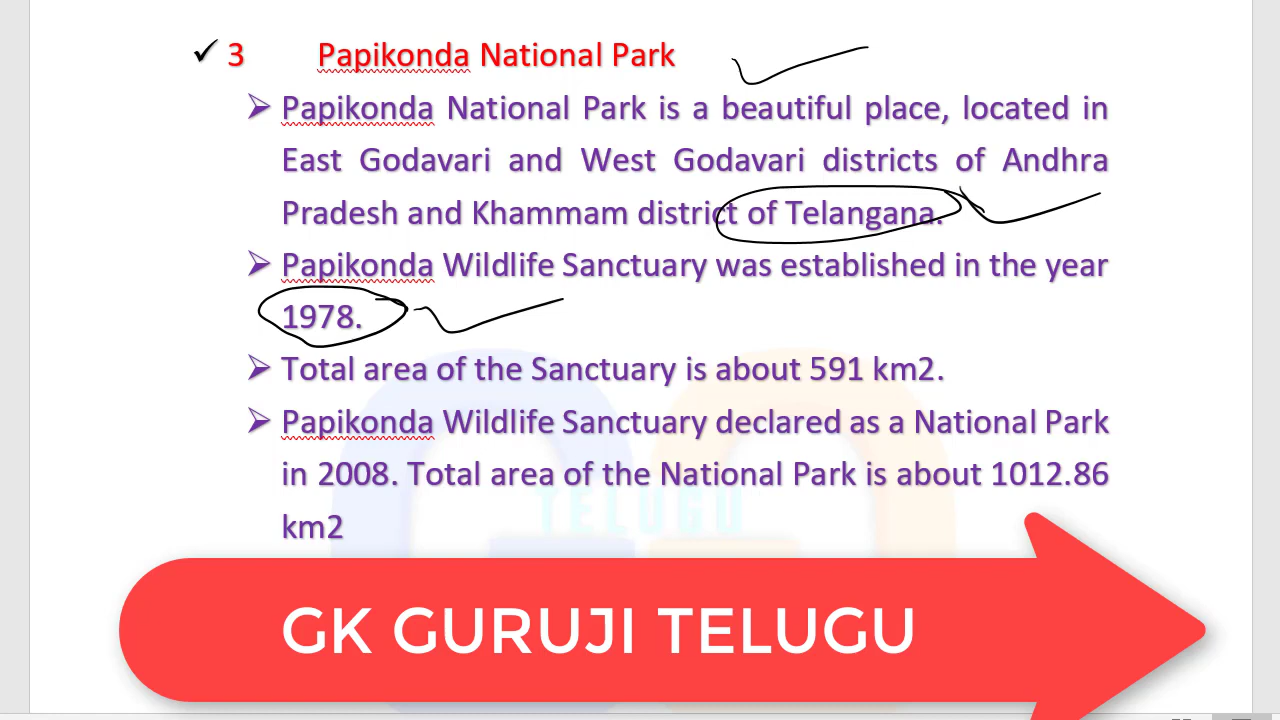 ✓ 3 Papikonda National Park
➢ Papikonda National Park is a beautiful place, located in
East Godavari and West Godavari districts of Andhra
Pradesh and Khammam district of Telangana.
➢ Papikonda Wildlife Sanctuary was established in the year
1978.
➢ Total area of the Sanctuary is about 591 km2.
➢ Papikonda Wildlife Sanctuary declared as a National Park
in 2008. Total area of the National Park is about 1012.86
TELUGU
km2
GK GURUJI TELUGU